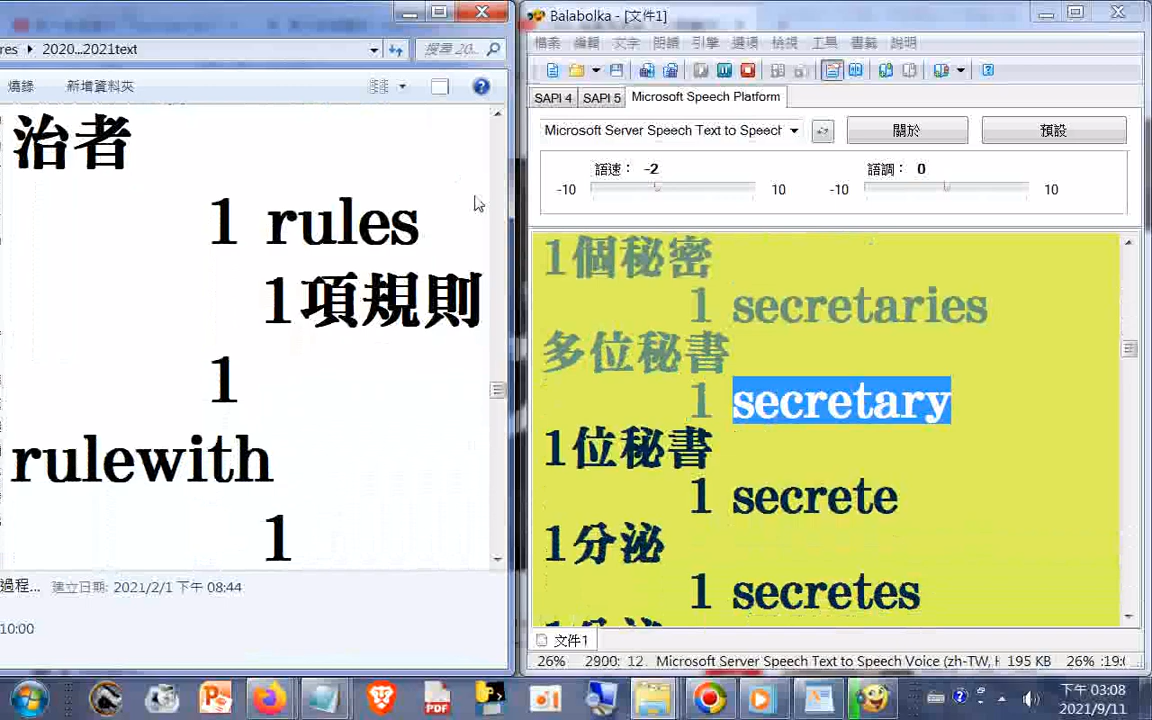 res ▸ 2020...2021text
搜尋 20...
燒錄 新增資料夾
治者
1 rules
1項規則
1
rulewith
1
過程... 建立日期: 2021/2/1 下午 08:44
10:00
Balabolka - [文件1]
檔案 編輯 文字 朗讀 引擎 選項 檢視 工具 書籤 說明
SAPI 4 SAPI 5 Microsoft Speech Platform
Microsoft Server Speech Text to Speech
關於
預設
語速： -2
語調： 0
-10 10 -10 10
1個秘密
1 secretaries
多位秘書
1 secretary
1位秘書
1 secrete
1分泌
1 secretes
文件1
26% 2900: 12. Microsoft Server Speech Text to Speech Voice (zh-TW, 195 KB 26%
下午 03:08
2021/9/11